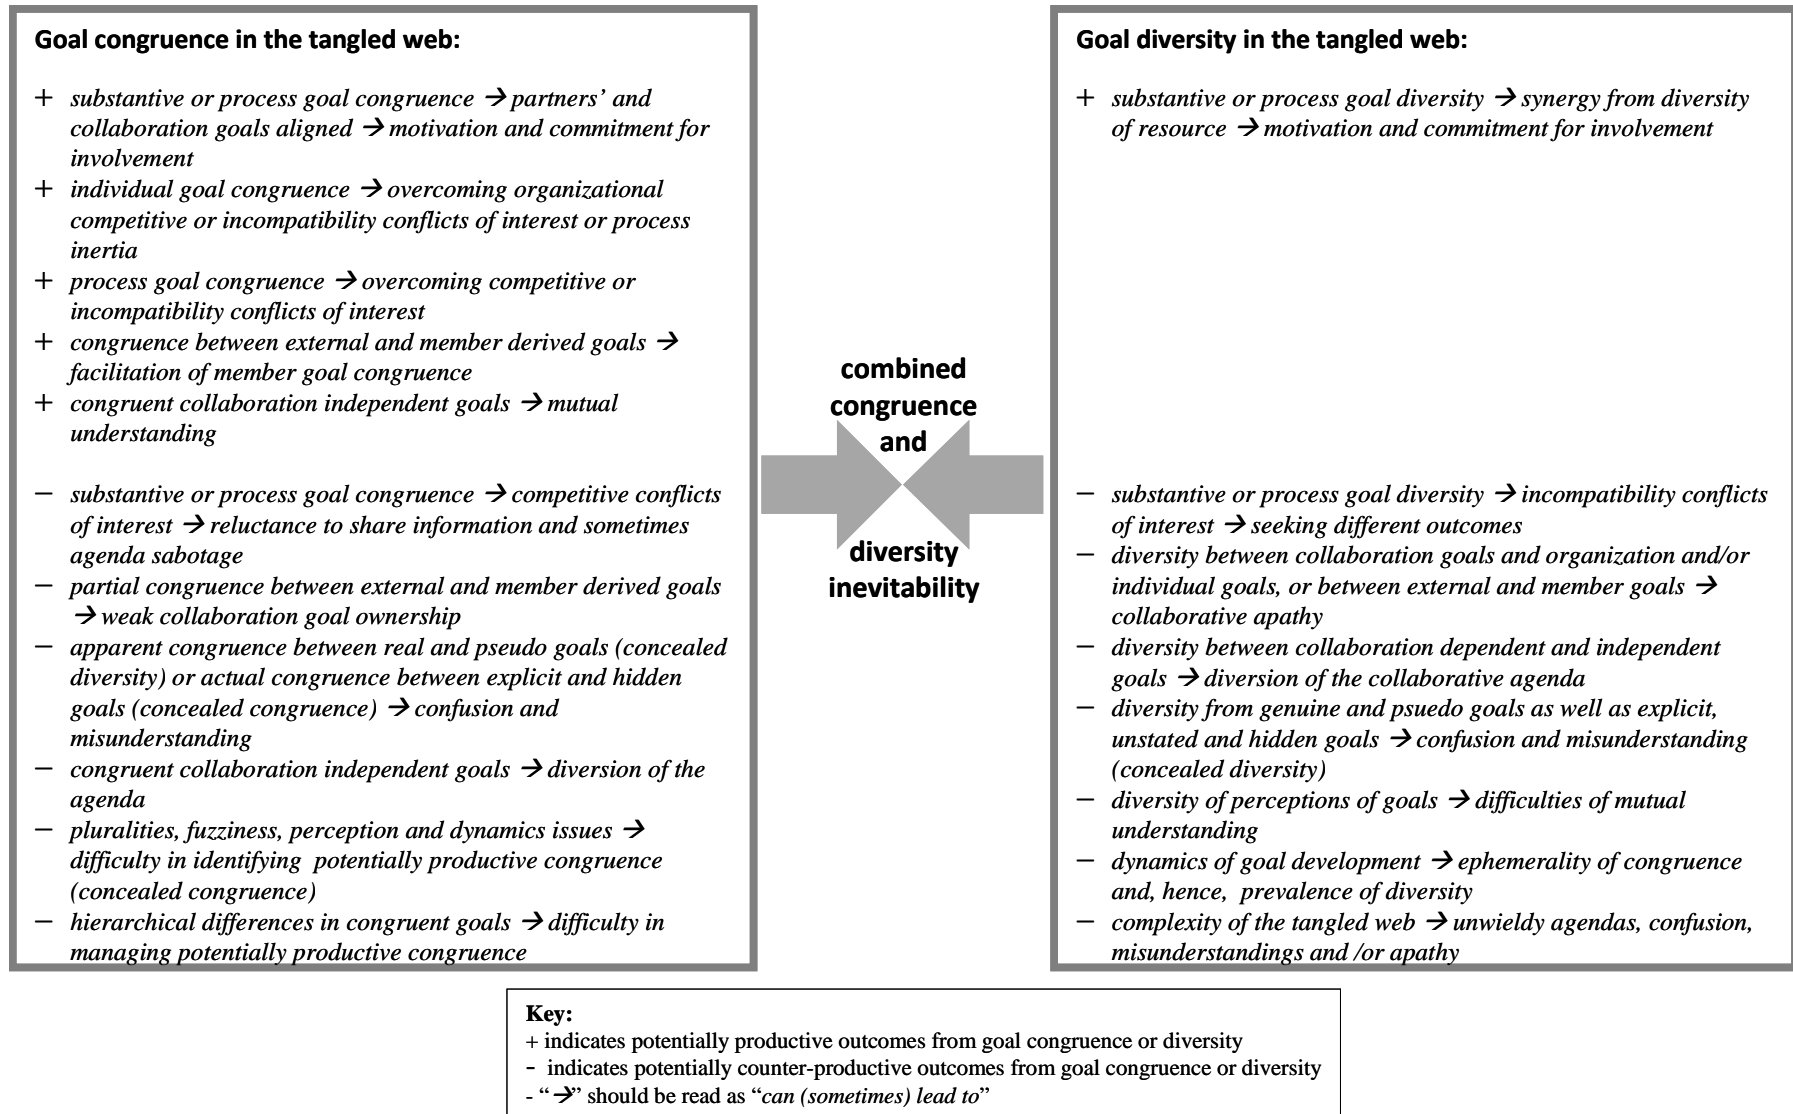 Goal congruence in the tangled web:
+ substantive or process goal congruence → partners’ and
collaboration goals aligned → motivation and commitment for
involvement
+ individual goal congruence → overcoming organizational
competitive or incompatibility conflicts of interest or process
inertia
+ process goal congruence → overcoming competitive or
incompatibility conflicts of interest
+ congruence between external and member derived goals →
facilitation of member goal congruence
+ congruent collaboration independent goals → mutual
understanding
− substantive or process goal congruence → competitive conflicts
of interest → reluctance to share information and sometimes
agenda sabotage
− partial congruence between external and member derived goals
→ weak collaboration goal ownership
− apparent congruence between real and pseudo goals (concealed
diversity) or actual congruence between explicit and hidden
goals (concealed congruence) → confusion and
misunderstanding
− congruent collaboration independent goals → diversion of the
agenda
− pluralities, fuzziness, perception and dynamics issues →
difficulty in identifying potentially productive congruence
(concealed congruence)
− hierarchical differences in congruent goals → difficulty in
managing potentially productive congruence
combined
congruence
and
diversity
inevitability
Goal diversity in the tangled web:
+ substantive or process goal diversity → synergy from diversity
of resource → motivation and commitment for involvement
− substantive or process goal diversity → incompatibility conflicts
of interest → seeking different outcomes
− diversity between collaboration goals and organization and/or
individual goals, or between external and member goals →
collaborative apathy
− diversity between collaboration dependent and independent
goals → diversion of the collaborative agenda
− diversity from genuine and psuedo goals as well as explicit,
unstated and hidden goals → confusion and misunderstanding
(concealed diversity)
− diversity of perceptions of goals → difficulties of mutual
understanding
− dynamics of goal development → ephemerality of congruence
and, hence, prevalence of diversity
− complexity of the tangled web → unwieldy agendas, confusion,
misunderstandings and /or apathy
Key:
+ indicates potentially productive outcomes from goal congruence or diversity
- indicates potentially counter-productive outcomes from goal congruence or diversity
- “→” should be read as “can (sometimes) lead to”